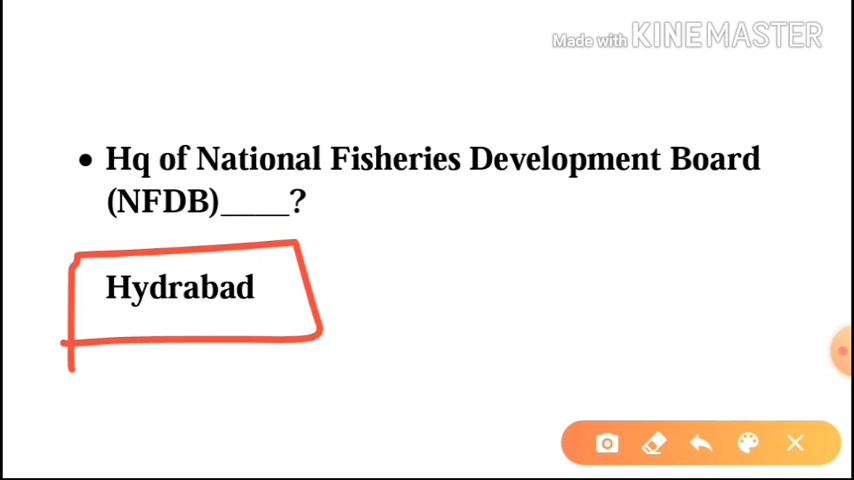 Made with KINEMASTER
• Hq of National Fisheries Development Board
(NFDB)____?
Hydrabad